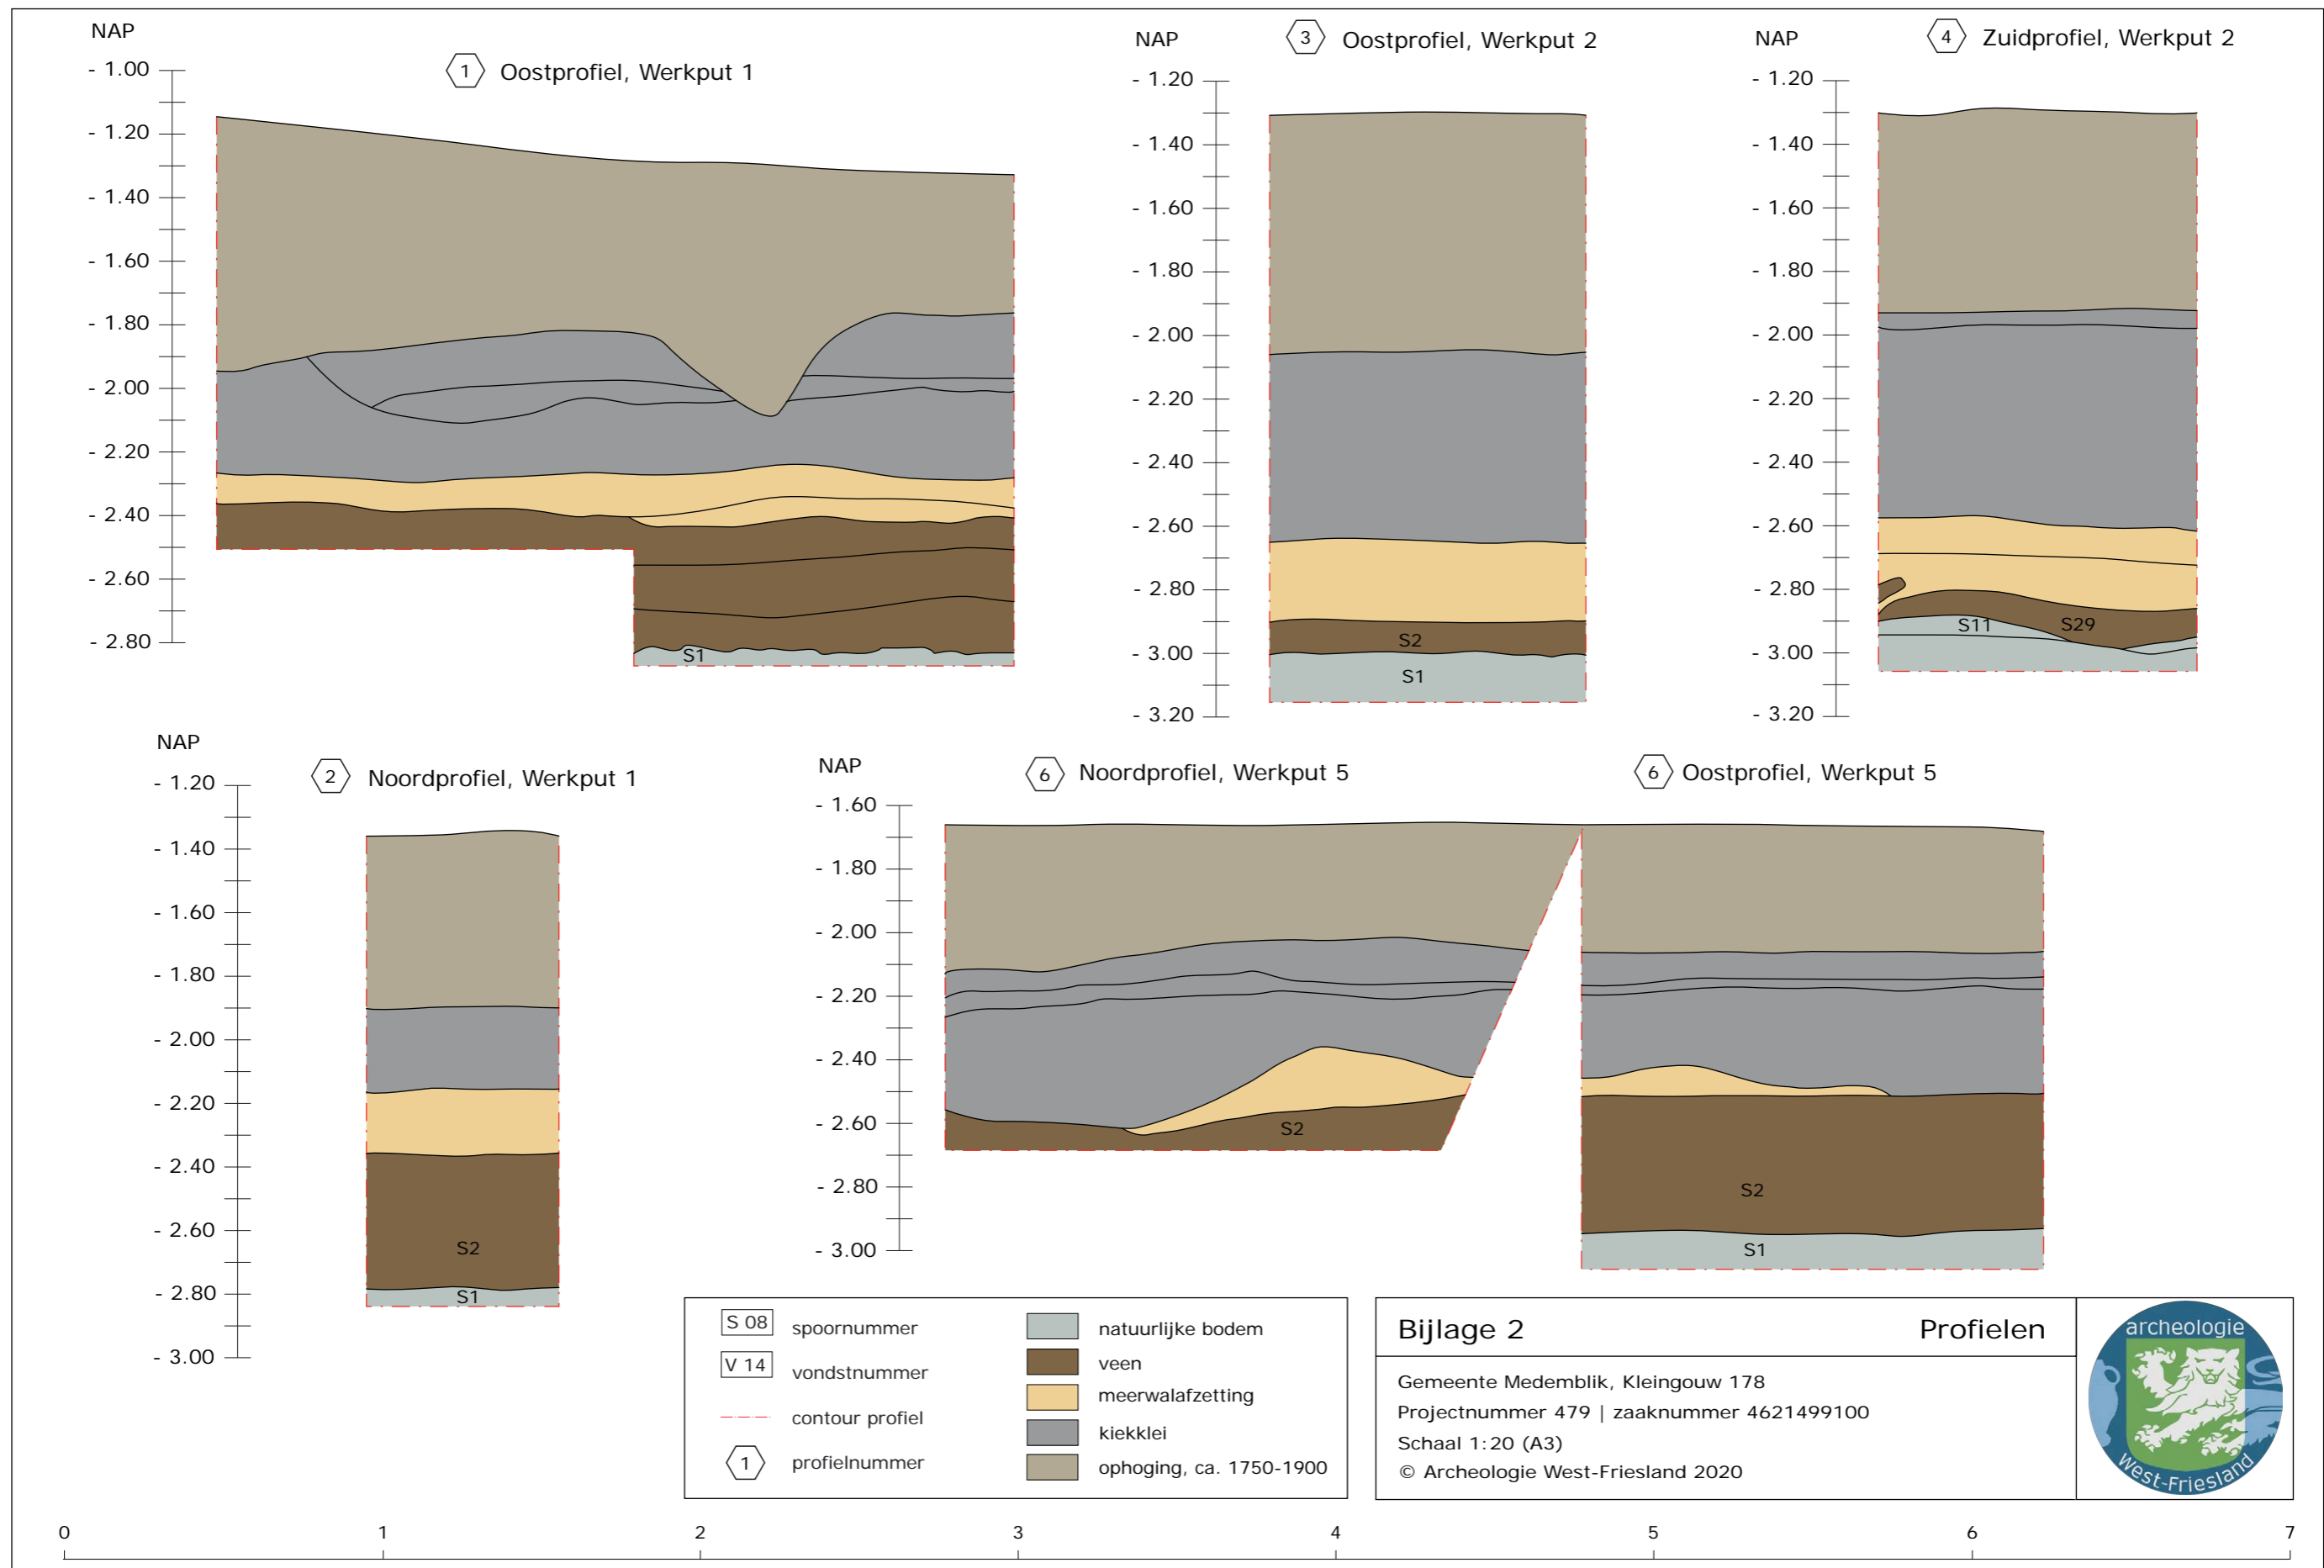 NAP
1 Oostprofiel, Werkput 1
- 1.00
- 1.20
- 1.40
- 1.60
- 1.80
- 2.00
- 2.20
- 2.40
- 2.60
- 2.80
S1
NAP
3 Oostprofiel, Werkput 2
- 1.20
- 1.40
- 1.60
- 1.80
- 2.00
- 2.20
- 2.40
- 2.60
- 2.80
- 3.00
- 3.20
S2
S1
NAP
4 Zuidprofiel, Werkput 2
- 1.20
- 1.40
- 1.60
- 1.80
- 2.00
- 2.20
- 2.40
- 2.60
- 2.80
- 3.00
- 3.20
S11 S29
NAP
2 Noordprofiel, Werkput 1
- 1.20
- 1.40
- 1.60
- 1.80
- 2.00
- 2.20
- 2.40
- 2.60
- 2.80
- 3.00
S2
S1
NAP
6 Noordprofiel, Werkput 5
6 Oostprofiel, Werkput 5
- 1.60
- 1.80
- 2.00
- 2.20
- 2.40
- 2.60
- 2.80
- 3.00
S2
S2
S1
S 08 spoornummer
V 14 vondstnummer
contour profiel
1 profielnummer
natuurlijke bodem
veen
meerwalafzetting
kiekklei
ophoging, ca. 1750-1900
Bijlage 2 Profielen
Gemeente Medemblik, Kleingouw 178
Projectnummer 479 | zaaknummer 4621499100
Schaal 1:20 (A3)
© Archeologie West-Friesland 2020
archeologie
West-Friesland
0 1 2 3 4 5 6 7